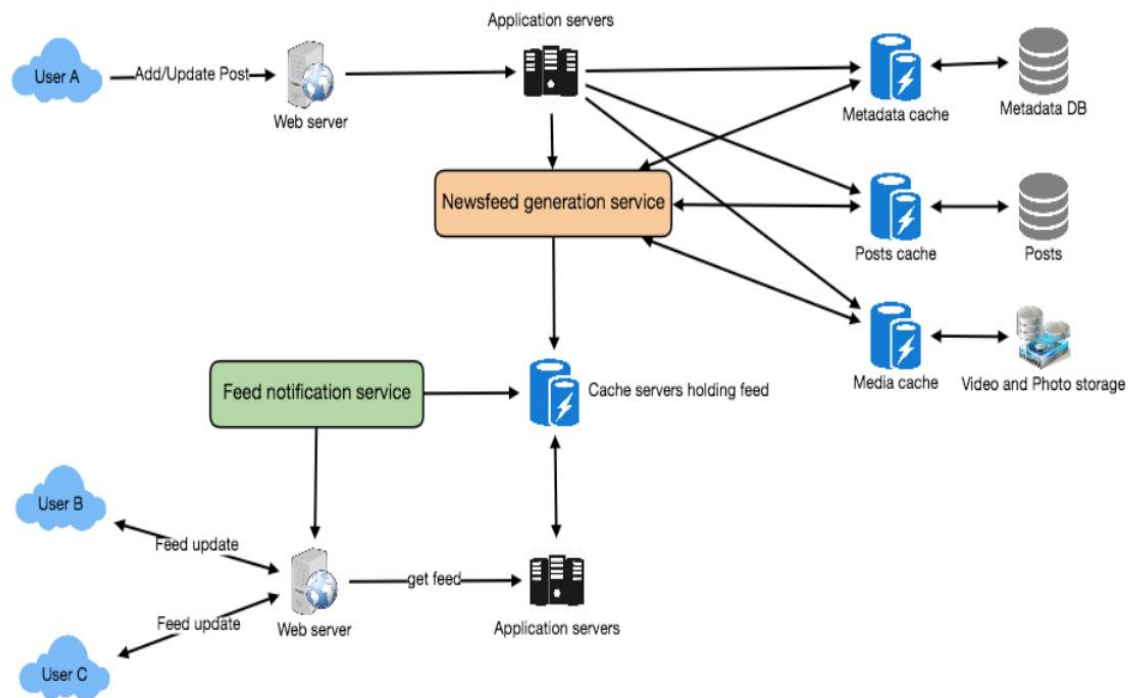 Application servers
User A
Add/Update Post
Web server
Metadata cache
Metadata DB
Newsfeed generation service
Posts cache
Posts
Media cache
Video and Photo storage
Feed notification service
Cache servers holding feed
User B
Feed update
get feed
Web server
Application servers
Feed update
User C